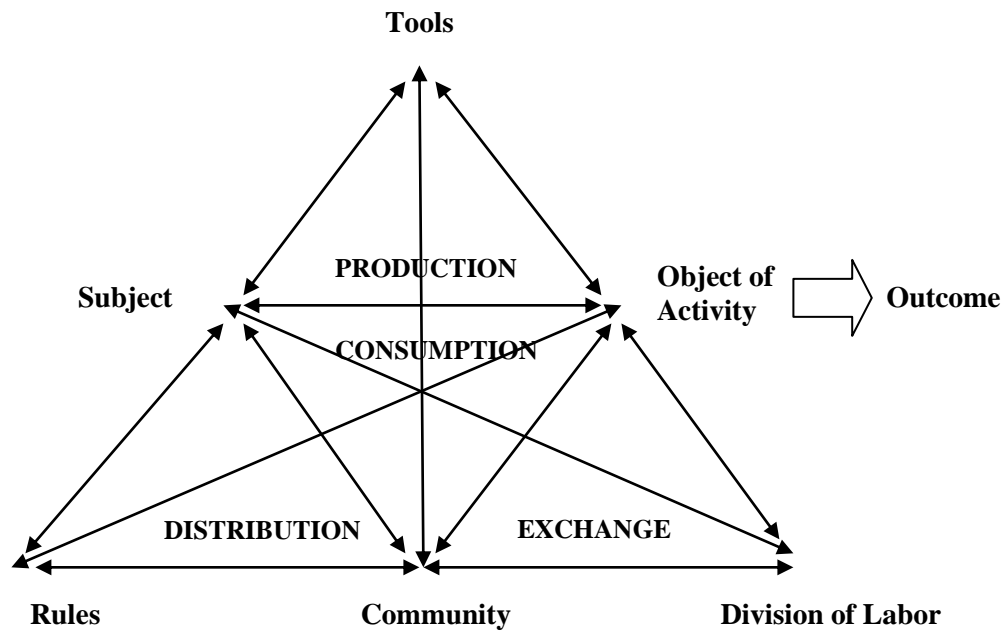 Tools
PRODUCTION
Subject
Object of
Activity
Outcome
CONSUMPTION
DISTRIBUTION
EXCHANGE
Rules
Community
Division of Labor